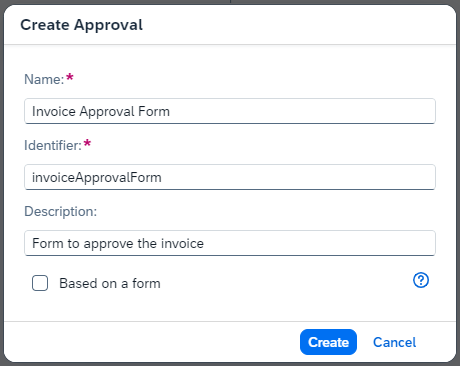 Create Approval
Name:*
Invoice Approval Form
Identifier:*
invoiceApprovalForm
Description:
Form to approve the invoice
Based on a form
?
Create Cancel